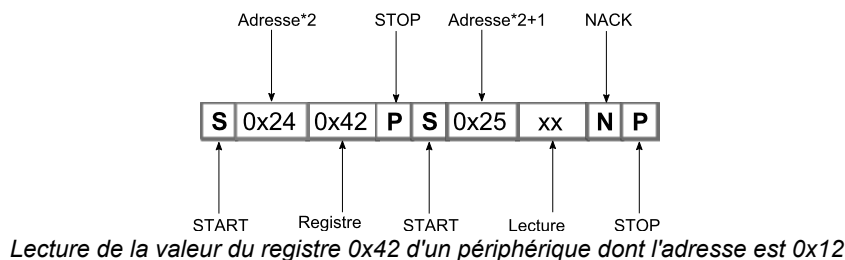 Adresse*2 STOP Adresse*2+1 NACK
S 0x24 0x42 P S 0x25 xx N P
START Registre START Lecture STOP
Lecture de la valeur du registre 0x42 d'un périphérique dont l'adresse est 0x12